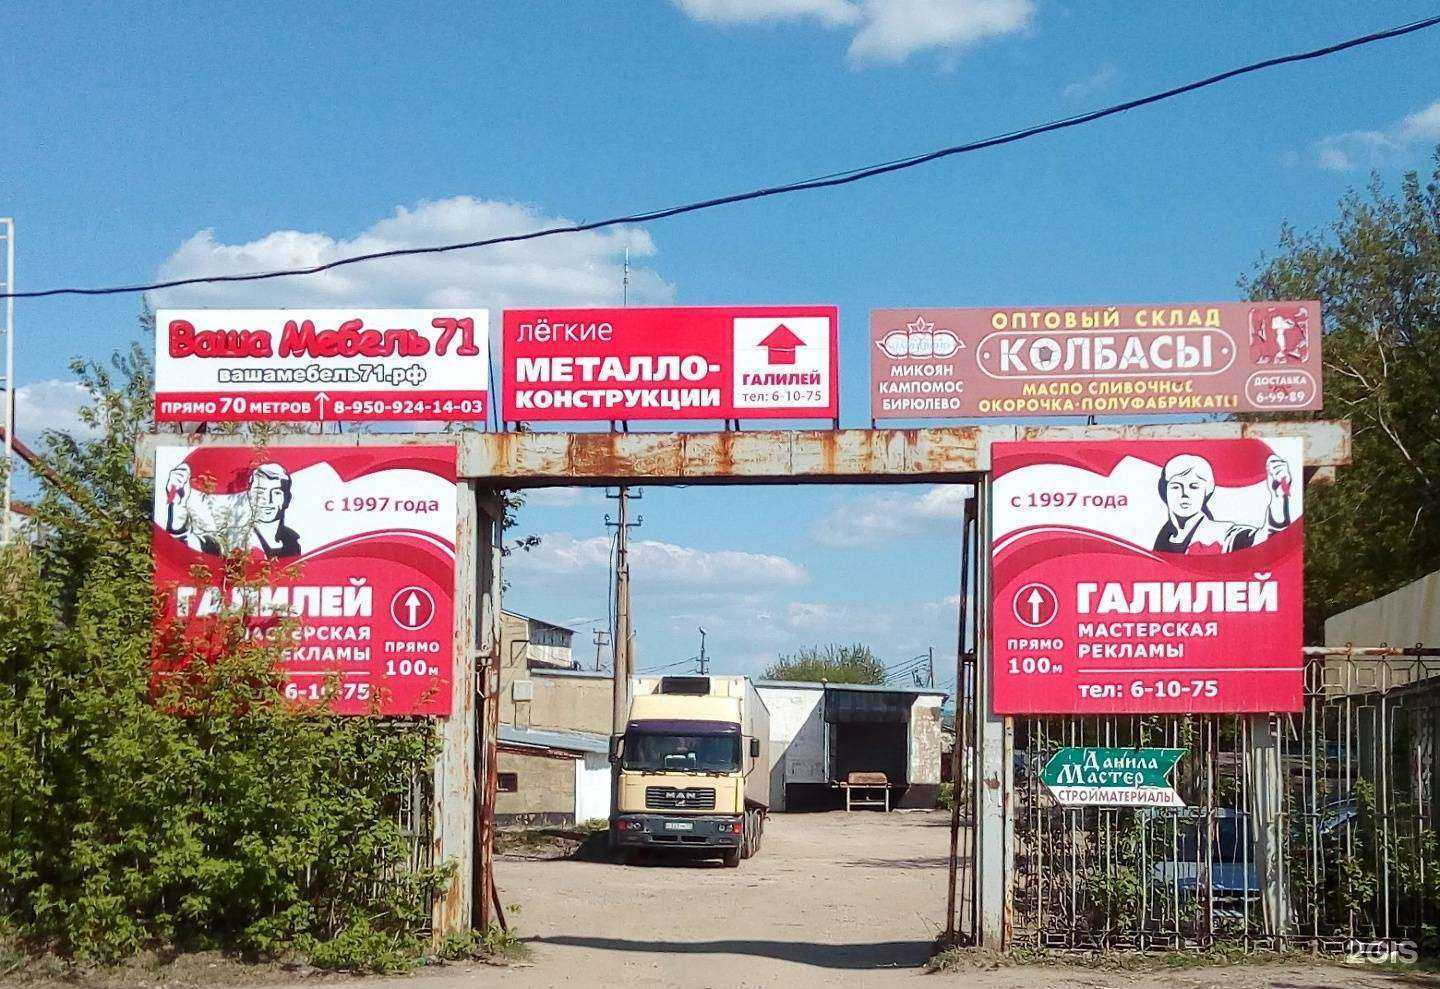 Ваша Мебель 71
вашамебель71.рф
ПРЯМО 70 МЕТРОВ 8-950-924-14-03
лёгкие
МЕТАЛЛО-
КОНСТРУКЦИИ
ГАЛИЛЕЙ
тел: 6-10-75
МИКОЯН
КАМПОМОС
БИРЮЛЕВО
ОПТОВЫЙ СКЛАД
КОЛБАСЫ
МАСЛО СЛИВОЧНОЕ
ОКОРОЧКА-ПОЛУФАБРИКАТЫ
ДОСТАВКА
6-99-89
с 1997 года
ГАЛИЛЕЙ
МАСТЕРСКАЯ
РЕКЛАМЫ
ПРЯМО
100м
6-10-75
с 1997 года
ГАЛИЛЕЙ
МАСТЕРСКАЯ
РЕКЛАМЫ
ПРЯМО
100м
тел: 6-10-75
Данила
Мастер
СТРОЙМАТЕРИАЛЫ
MAN
2GIS